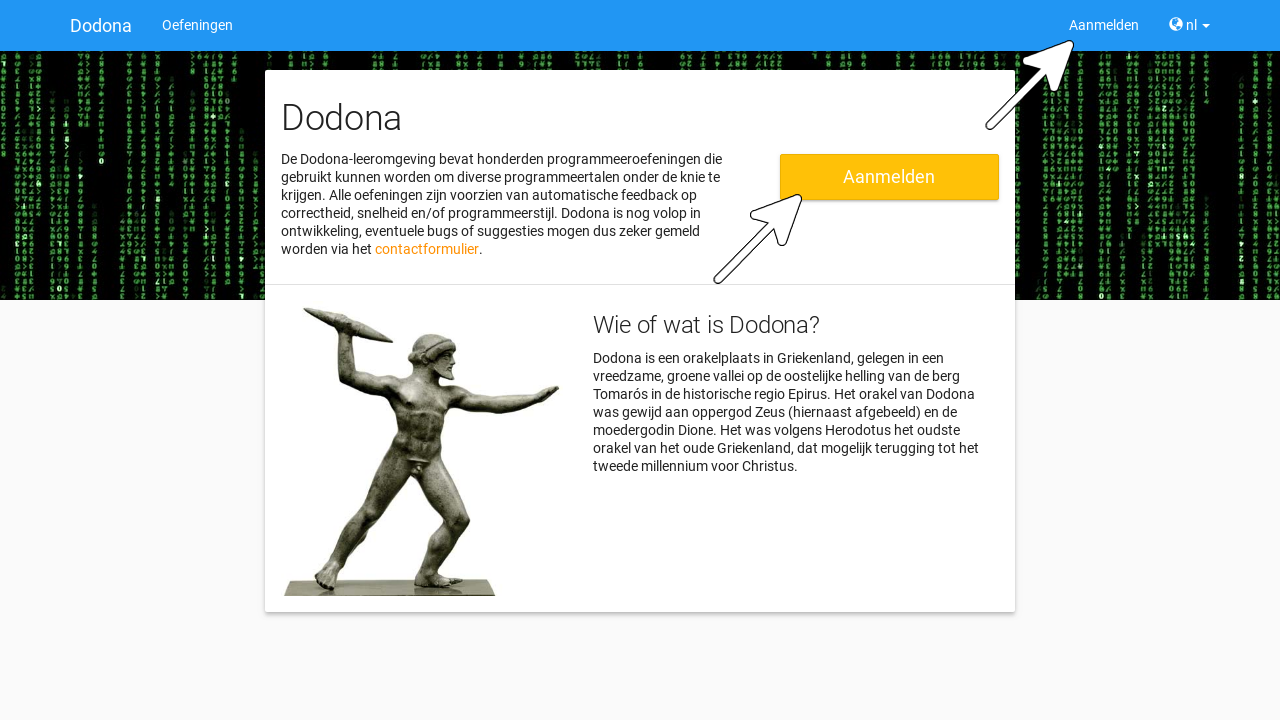 Dodona Oefeningen Aanmelden nl
Dodona
De Dodona-leeromgeving bevat honderden programmeeroefeningen die
gebruikt kunnen worden om diverse programmeertalen onder de knie te
krijgen. Alle oefeningen zijn voorzien van automatische feedback op
correctheid, snelheid en/of programmeerstijl. Dodona is nog volop in
ontwikkeling, eventuele bugs of suggesties mogen dus zeker gemeld
worden via het contactformulier.
Aanmelden
Wie of wat is Dodona?
Dodona is een orakelplaats in Griekenland, gelegen in een
vreedzame, groene vallei op de oostelijke helling van de berg
Tomarós in de historische regio Epirus. Het orakel van Dodona
was gewijd aan oppergod Zeus (hiernaast afgebeeld) en de
moedergodin Dione. Het was volgens Herodotus het oudste
orakel van het oude Griekenland, dat mogelijk terugging tot het
tweede millennium voor Christus.